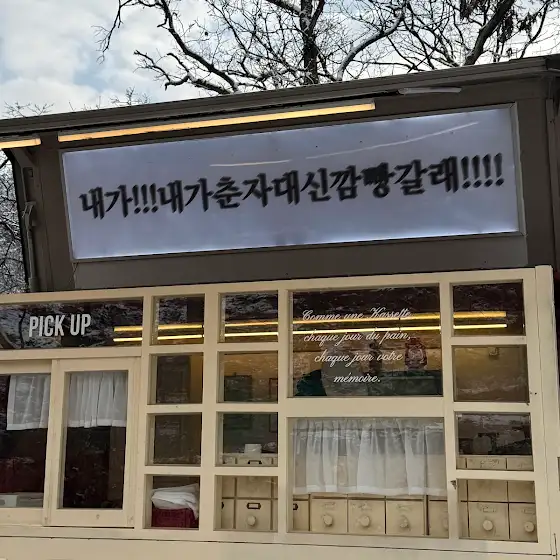 내가!!!내가춘자대신깜빵갈래!!!!
PICK UP
Comme une Kassette
chaque jour du pain,
chaque jour votre
mémoire.